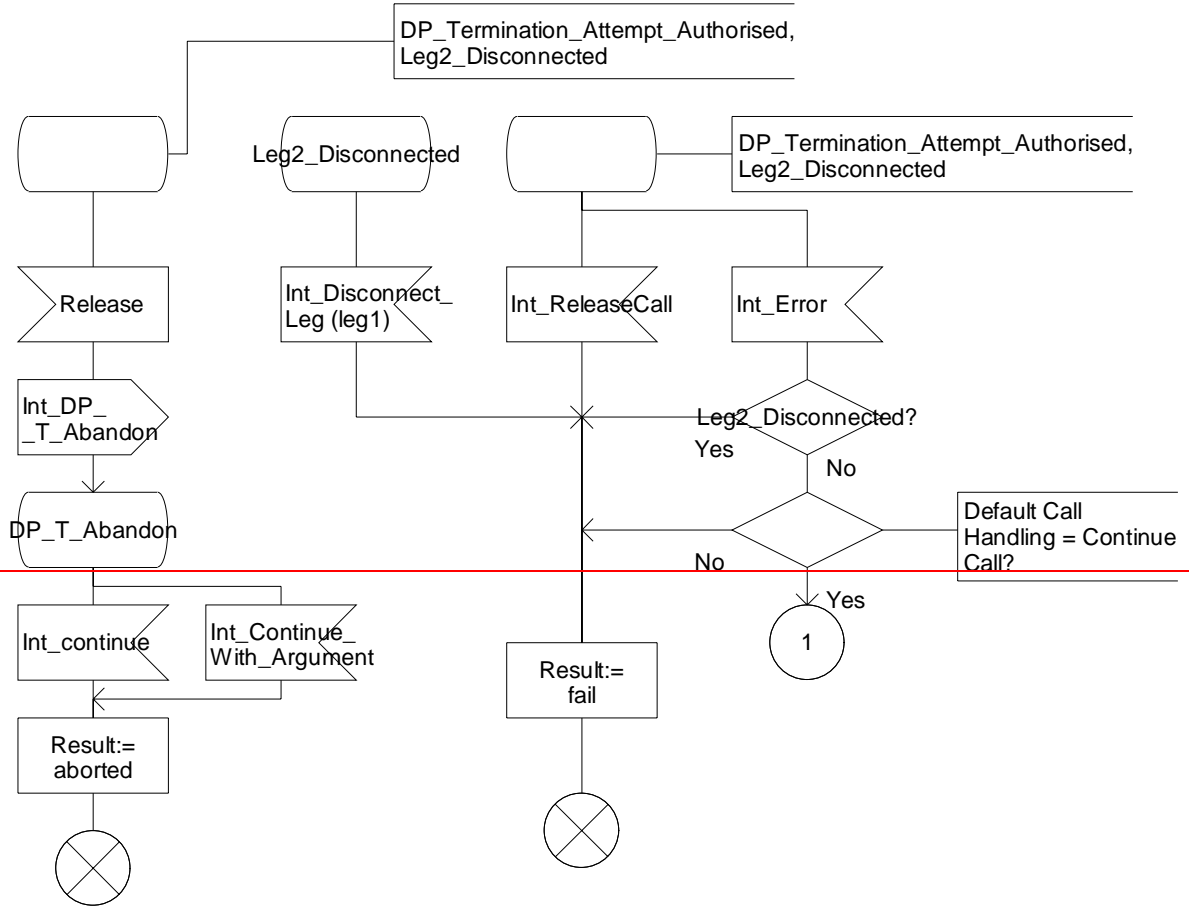 DP_Termination_Attempt_Authorised,
Leg2_Disconnected
Leg2_Disconnected
DP_Termination_Attempt_Authorised,
Leg2_Disconnected
Release
Int_Disconnect_
Leg (leg1)
Int_ReleaseCall
Int_Error
Int_DP_
_T_Abandon
Leg2_Disconnected?
Yes
No
DP_T_Abandon
Default Call
Handling = Continue
Call?
No
Yes
Int_continue
Int_Continue_
With_Argument
1
Result:=
fail
Result:=
aborted